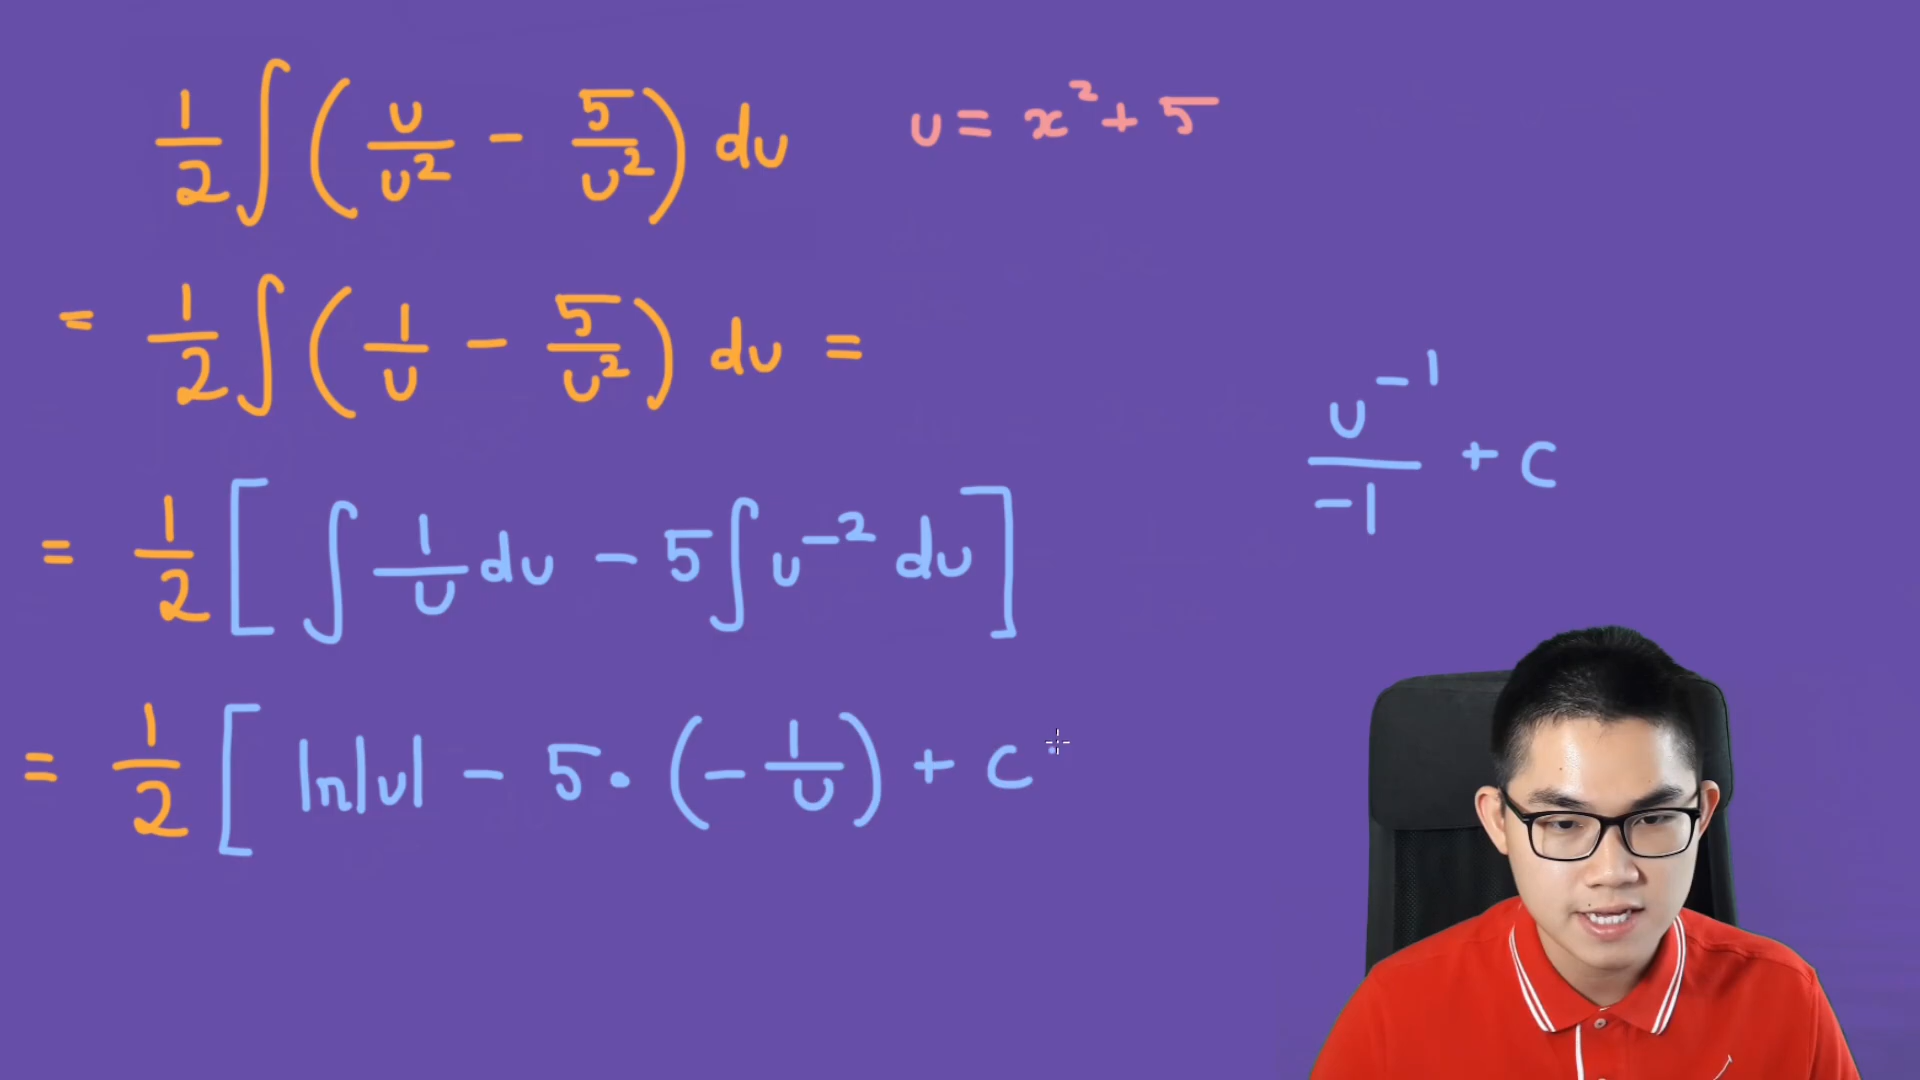 1/2 ∫ ( u/u² − 5/u² ) du
u = x² + 5
= 1/2 ∫ ( 1/u − 5/u² ) du =
u⁻¹/−1 + c
= 1/2 [ ∫ 1/u du − 5 ∫ u⁻² du ]
= 1/2 [ ln|u| − 5 · ( − 1/u ) + c